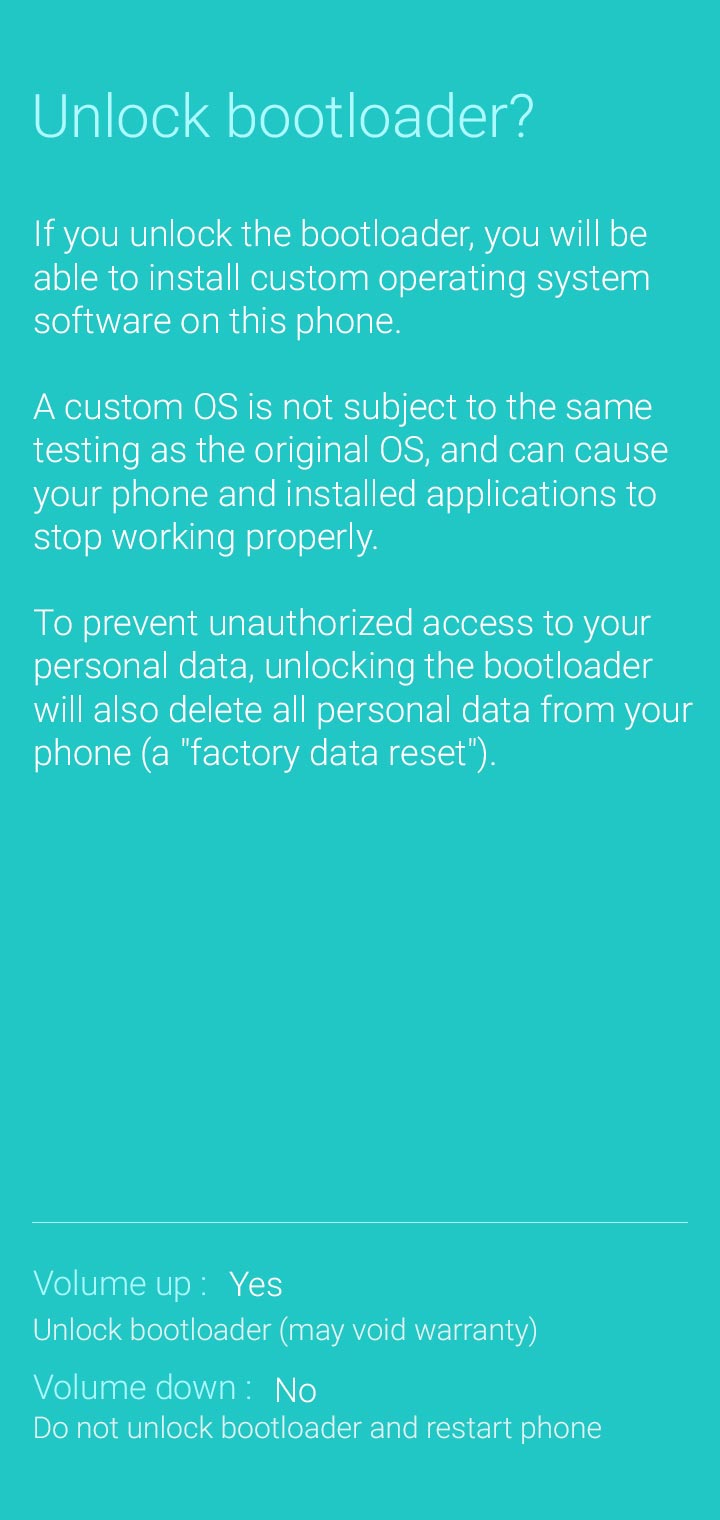 Unlock bootloader?
If you unlock the bootloader, you will be
able to install custom operating system
software on this phone.
A custom OS is not subject to the same
testing as the original OS, and can cause
your phone and installed applications to
stop working properly.
To prevent unauthorized access to your
personal data, unlocking the bootloader
will also delete all personal data from your
phone (a "factory data reset").
Volume up : Yes
Unlock bootloader (may void warranty)
Volume down : No
Do not unlock bootloader and restart phone